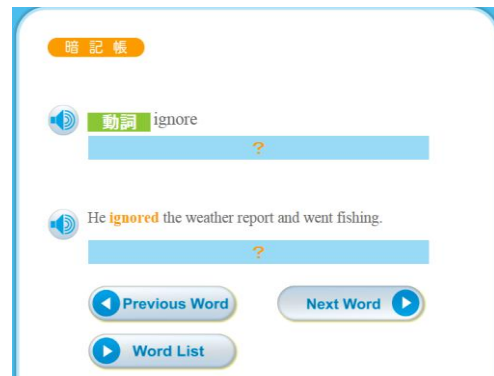 暗記帳
動詞 ignore
?
He ignored the weather report and went fishing.
?
Previous Word Next Word
Word List